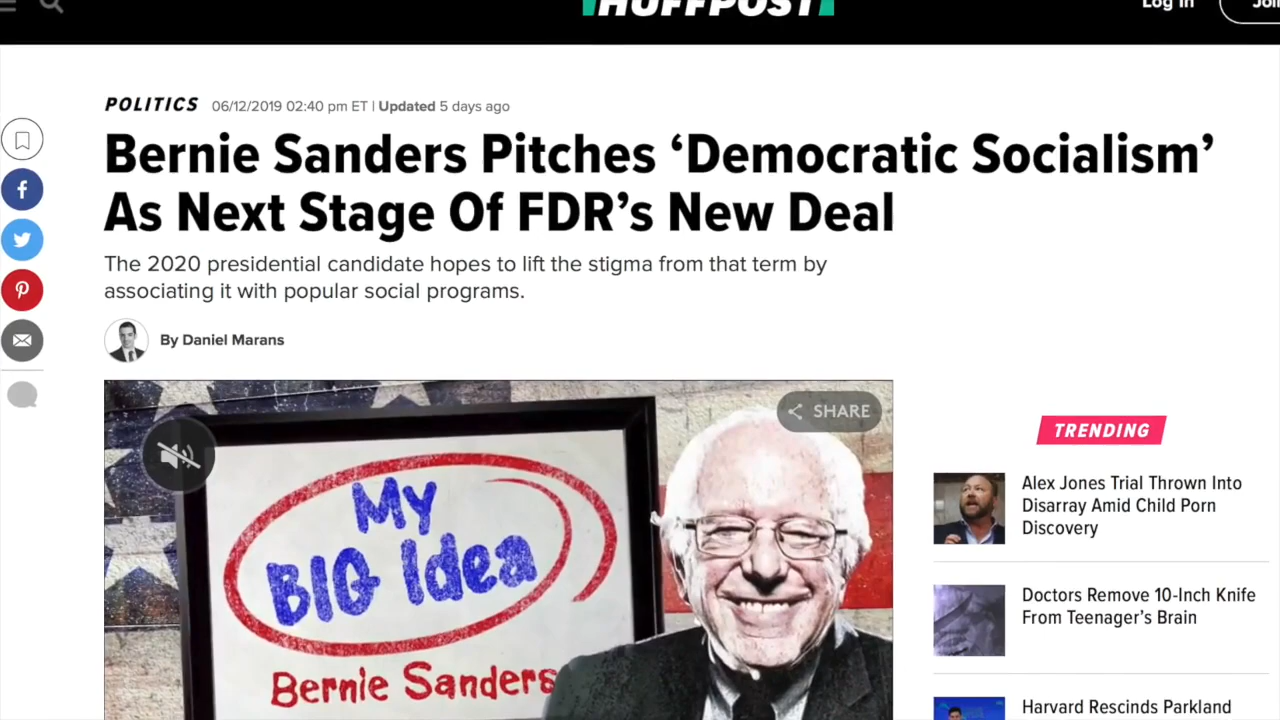 HUFFPOST
Log In
Join
POLITICS 06/12/2019 02:40 pm ET | Updated 5 days ago
Bernie Sanders Pitches ‘Democratic Socialism’
As Next Stage Of FDR’s New Deal
The 2020 presidential candidate hopes to lift the stigma from that term by
associating it with popular social programs.
By Daniel Marans
SHARE
My
BIG Idea
Bernie Sanders
TRENDING
Alex Jones Trial Thrown Into
Disarray Amid Child Porn
Discovery
Doctors Remove 10-Inch Knife
From Teenager’s Brain
Harvard Rescinds Parkland